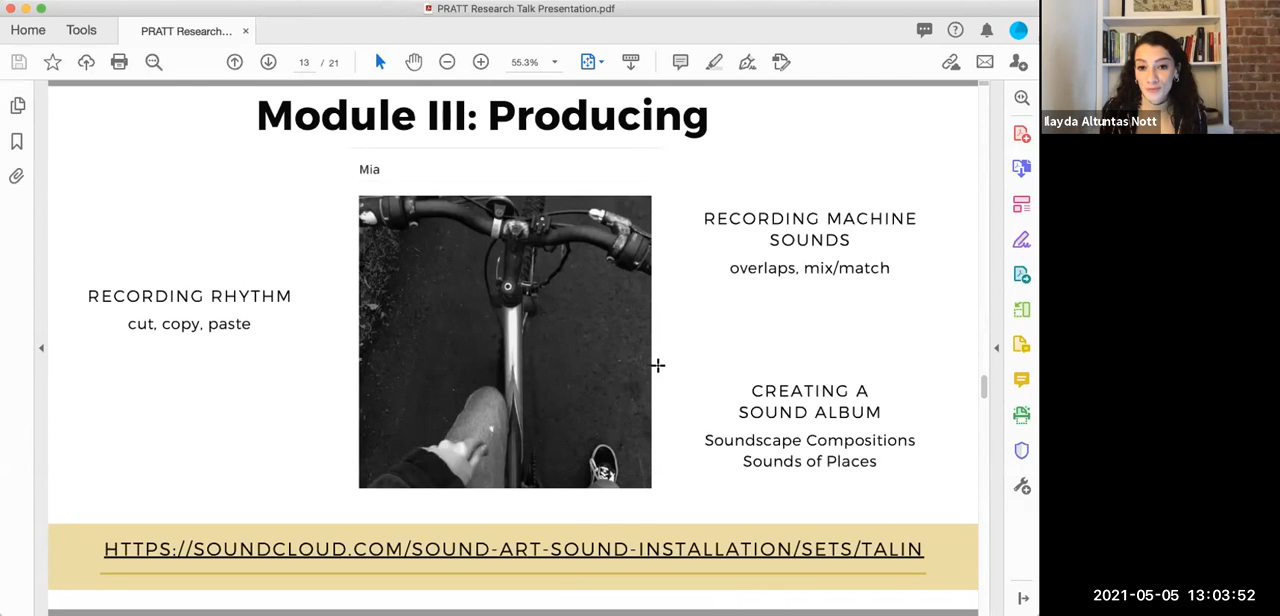 PRATT Research Talk Presentation.pdf
Home
Tools
PRATT Research...
13 / 21
55.3%
Module III: Producing
Mia
RECORDING RHYTHM
cut, copy, paste
RECORDING MACHINE
SOUNDS
overlaps, mix/match
CREATING A
SOUND ALBUM
Soundscape Compositions
Sounds of Places
HTTPS://SOUNDCLOUD.COM/SOUND-ART-SOUND-INSTALLATION/SETS/TALIN
Ilayda Altuntas Nott
2021-05-05 13:03:52